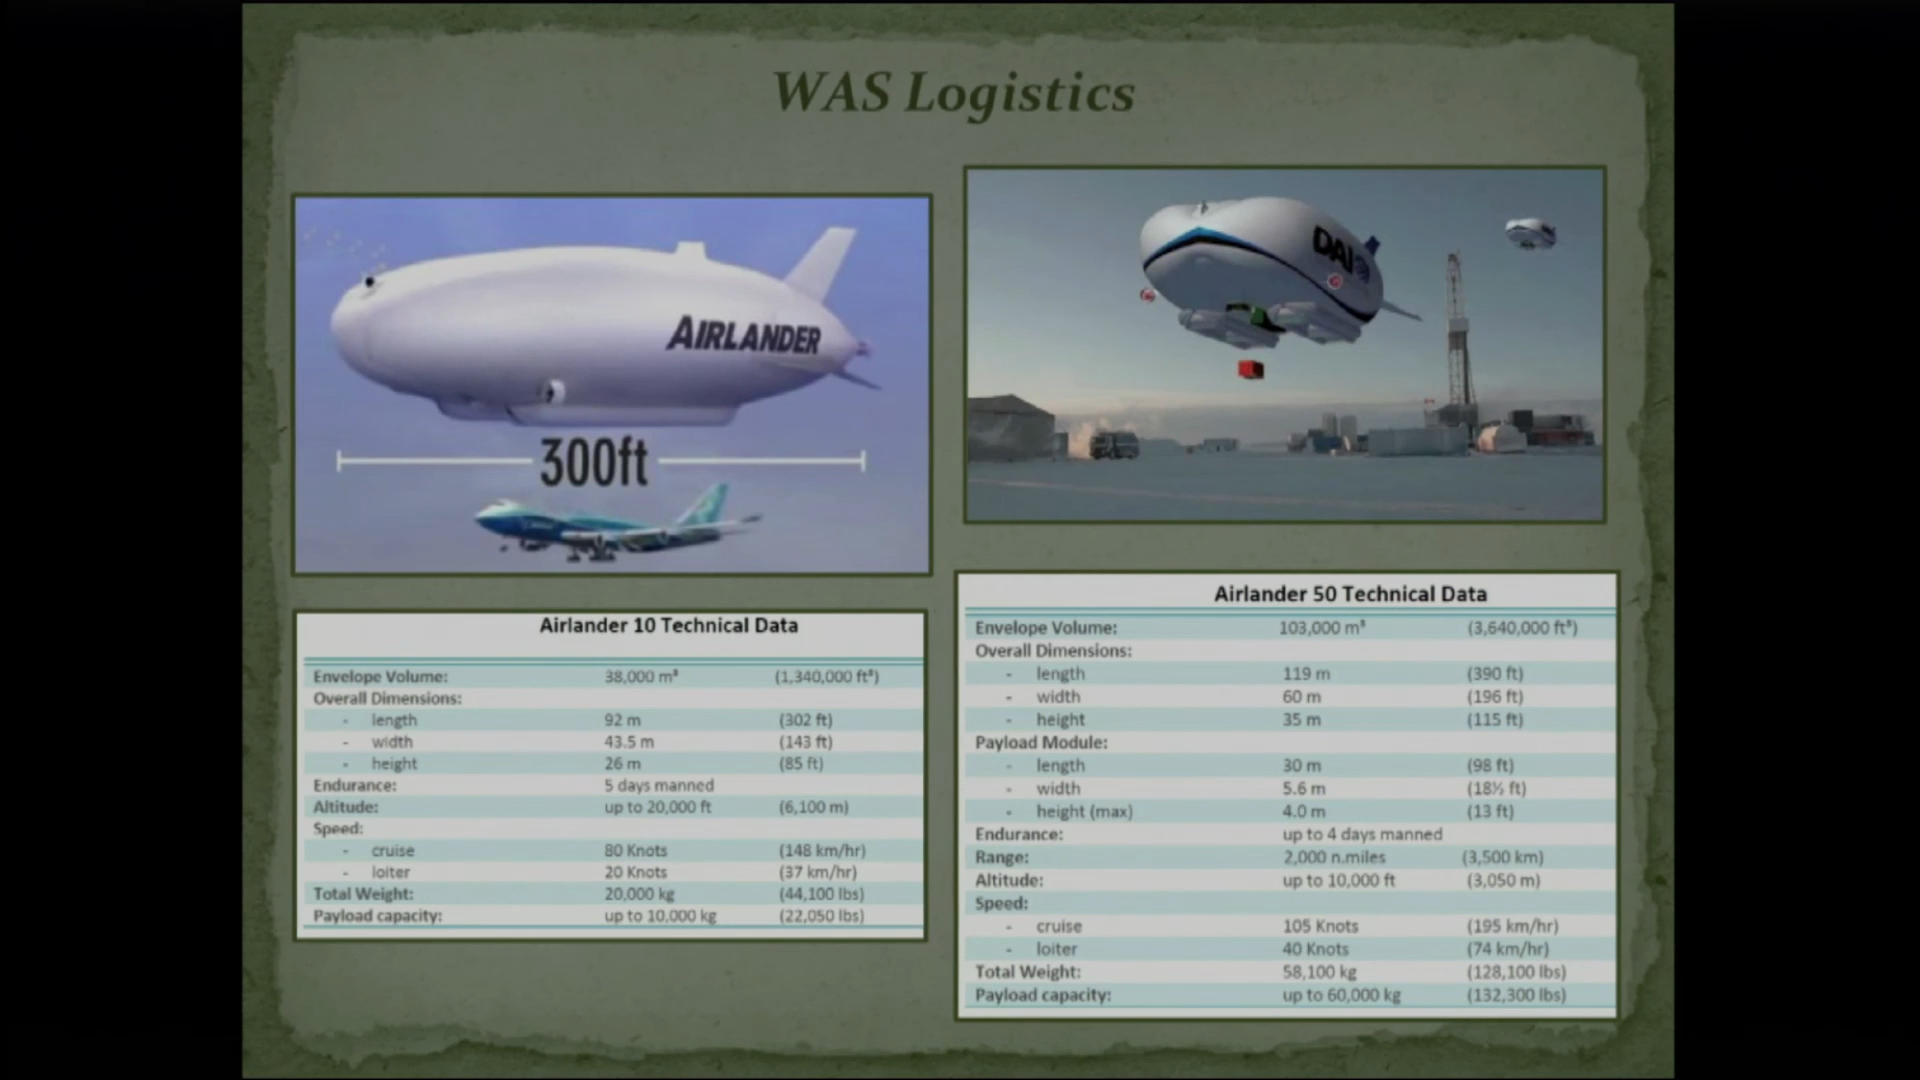 WAS Logistics
AIRLANDER
300ft
DAI
Airlander 10 Technical Data
Envelope Volume: 38,000 m³ (1,340,000 ft³)
Overall Dimensions:
- length 92 m (302 ft)
- width 43.5 m (143 ft)
- height 26 m (85 ft)
Endurance: 5 days manned
Altitude: up to 20,000 ft (6,100 m)
Speed:
- cruise 80 Knots (148 km/hr)
- loiter 20 Knots (37 km/hr)
Total Weight: 20,000 kg (44,100 lbs)
Payload capacity: up to 10,000 kg (22,050 lbs)
Airlander 50 Technical Data
Envelope Volume: 103,000 m³ (3,640,000 ft³)
Overall Dimensions:
- length 119 m (390 ft)
- width 60 m (196 ft)
- height 35 m (115 ft)
Payload Module:
- length 30 m (98 ft)
- width 5.6 m (18½ ft)
- height (max) 4.0 m (13 ft)
Endurance: up to 4 days manned
Range: 2,000 n.miles (3,500 km)
Altitude: up to 10,000 ft (3,050 m)
Speed:
- cruise 105 Knots (195 km/hr)
- loiter 40 Knots (74 km/hr)
Total Weight: 58,100 kg (128,100 lbs)
Payload capacity: up to 60,000 kg (132,300 lbs)